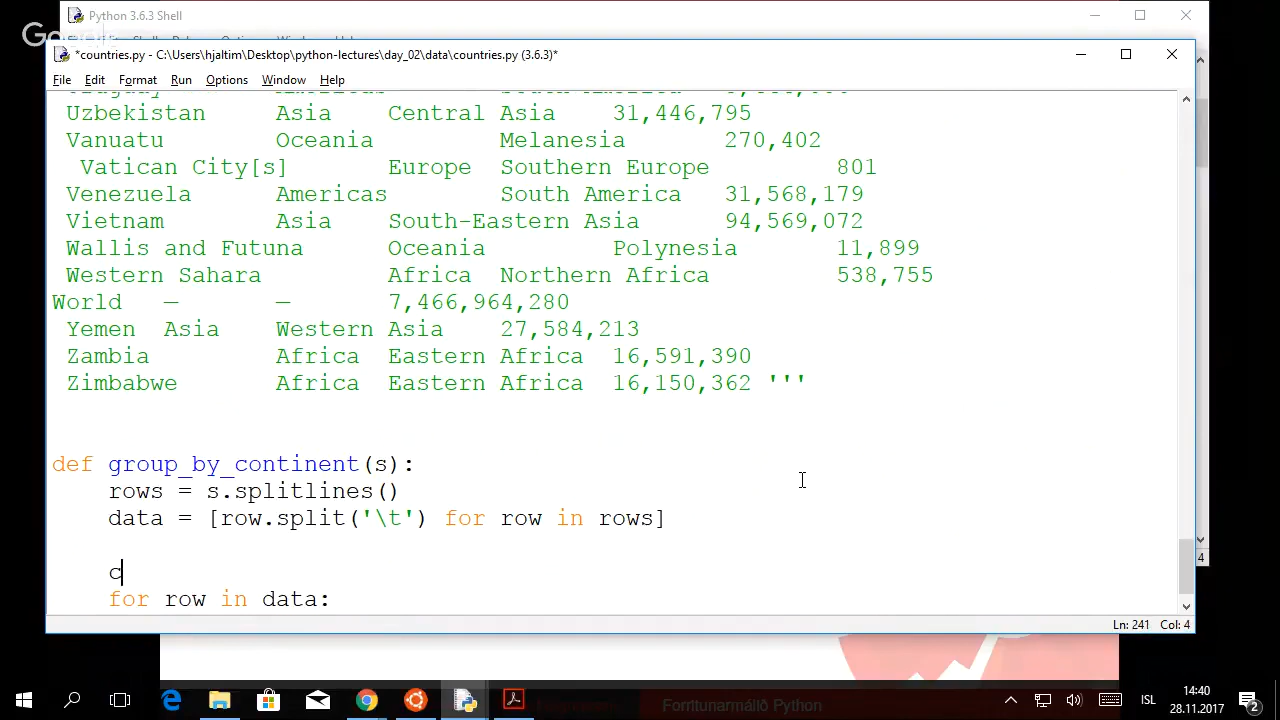 Python 3.6.3 Shell
*countries.py - C:\Users\hjaltim\Desktop\python-lectures\day_02\data\countries.py (3.6.3)*
File Edit Format Run Options Window Help
Uzbekistan Asia Central Asia 31,446,795
Vanuatu Oceania Melanesia 270,402
Vatican City[s] Europe Southern Europe 801
Venezuela Americas South America 31,568,179
Vietnam Asia South-Eastern Asia 94,569,072
Wallis and Futuna Oceania Polynesia 11,899
Western Sahara Africa Northern Africa 538,755
World — — 7,466,964,280
Yemen Asia Western Asia 27,584,213
Zambia Africa Eastern Africa 16,591,390
Zimbabwe Africa Eastern Africa 16,150,362 '''
def group_by_continent(s):
rows = s.splitlines()
data = [row.split('\t') for row in rows]
c
for row in data:
4
Ln: 241 Col: 4
Forritunarmálið Python
ISL
14:40
28.11.2017
2